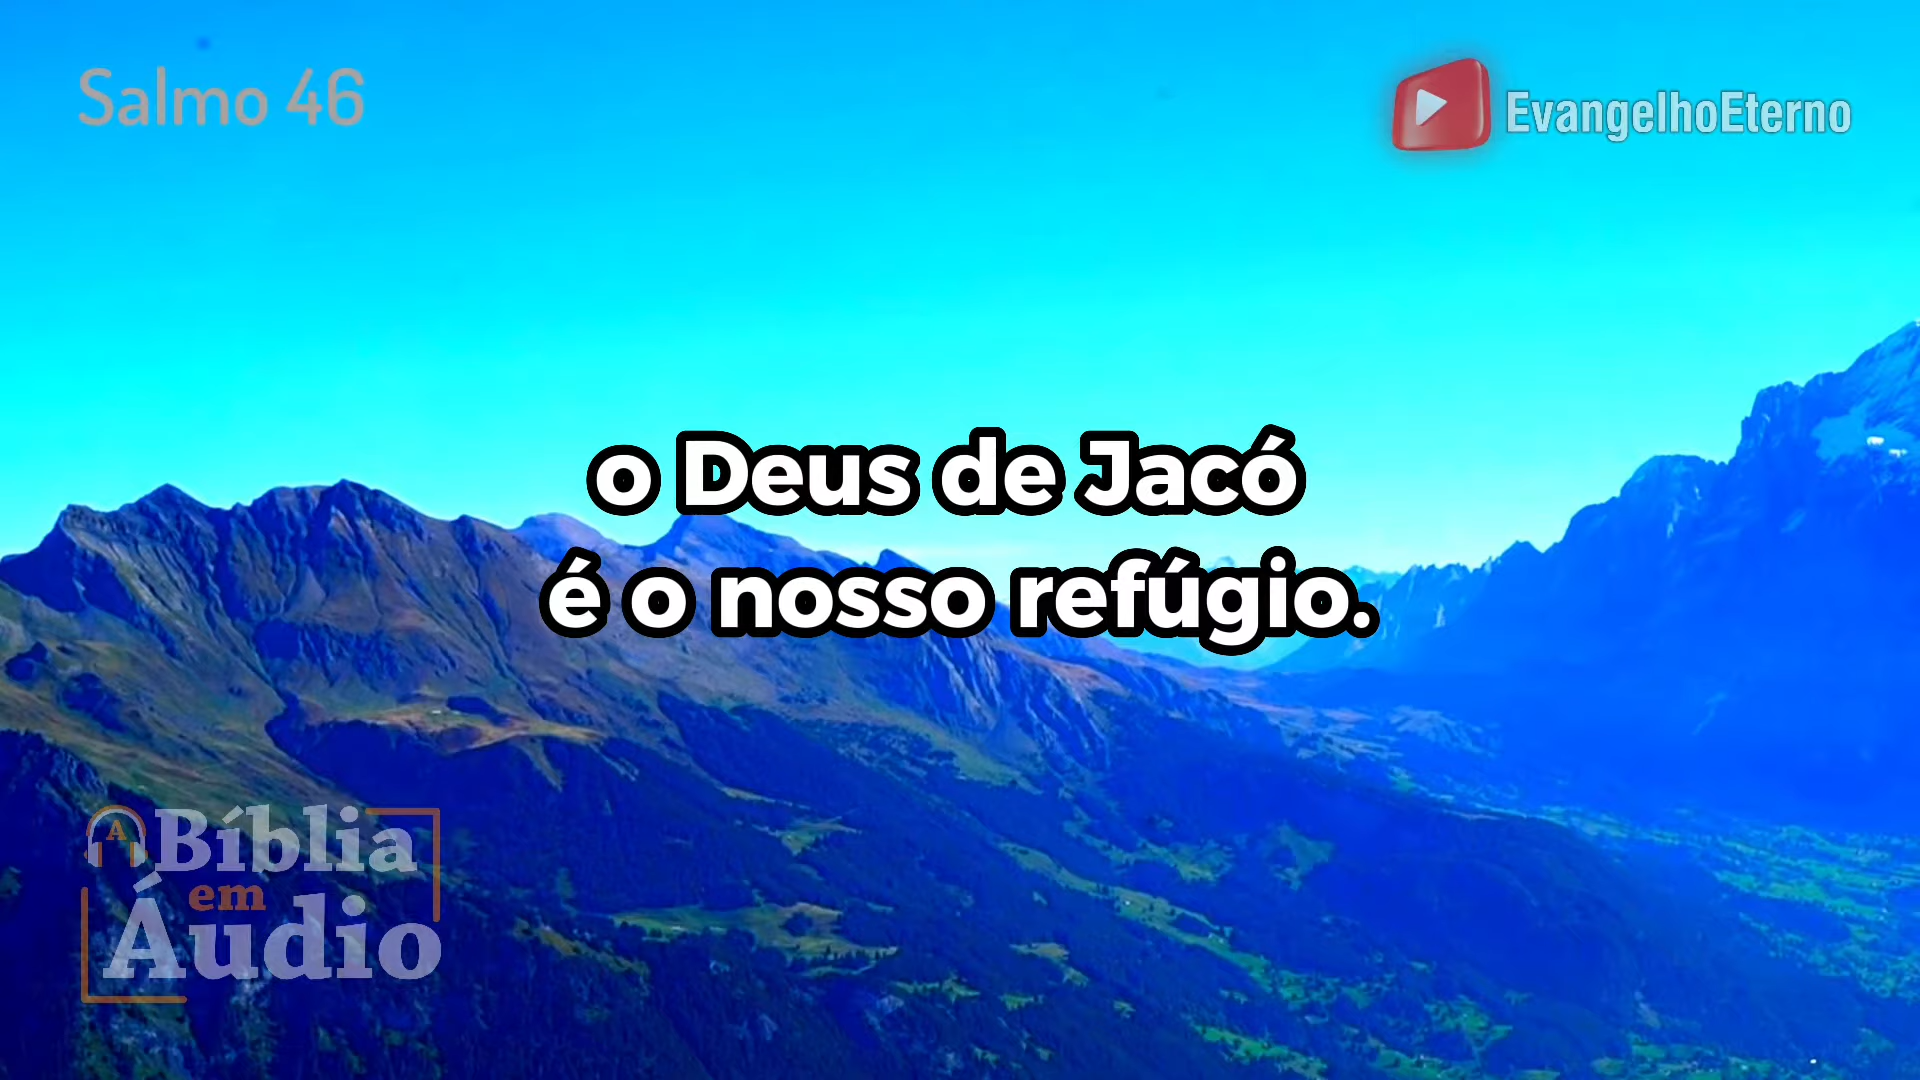 Salmo 46
EvangelhoEterno
o Deus de Jacó
é o nosso refúgio.
A Bíblia
em
Áudio